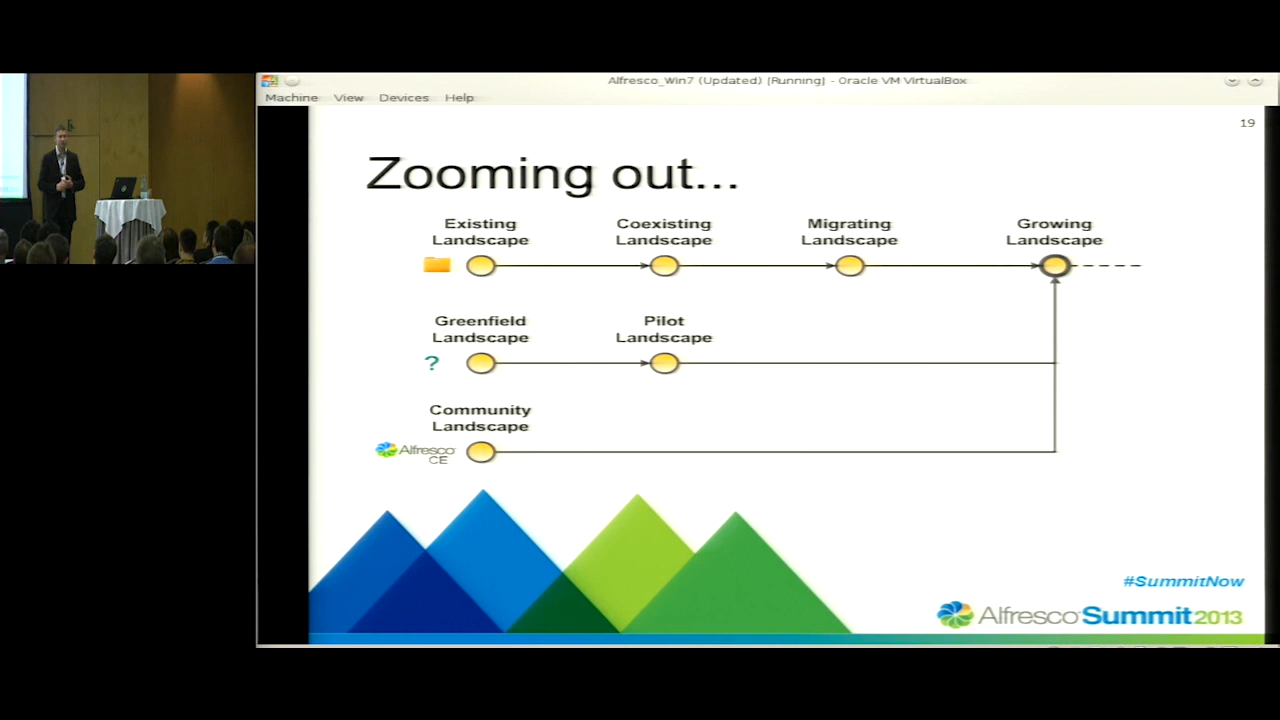 Alfresco_Win7 (Updated) [Running] - Oracle VM VirtualBox
Machine View Devices Help
19
Zooming out...
Existing
Landscape
Coexisting
Landscape
Migrating
Landscape
Growing
Landscape
Greenfield
Landscape
Pilot
Landscape
?
Community
Landscape
Alfresco
CE
#SummitNow
Alfresco Summit 2013